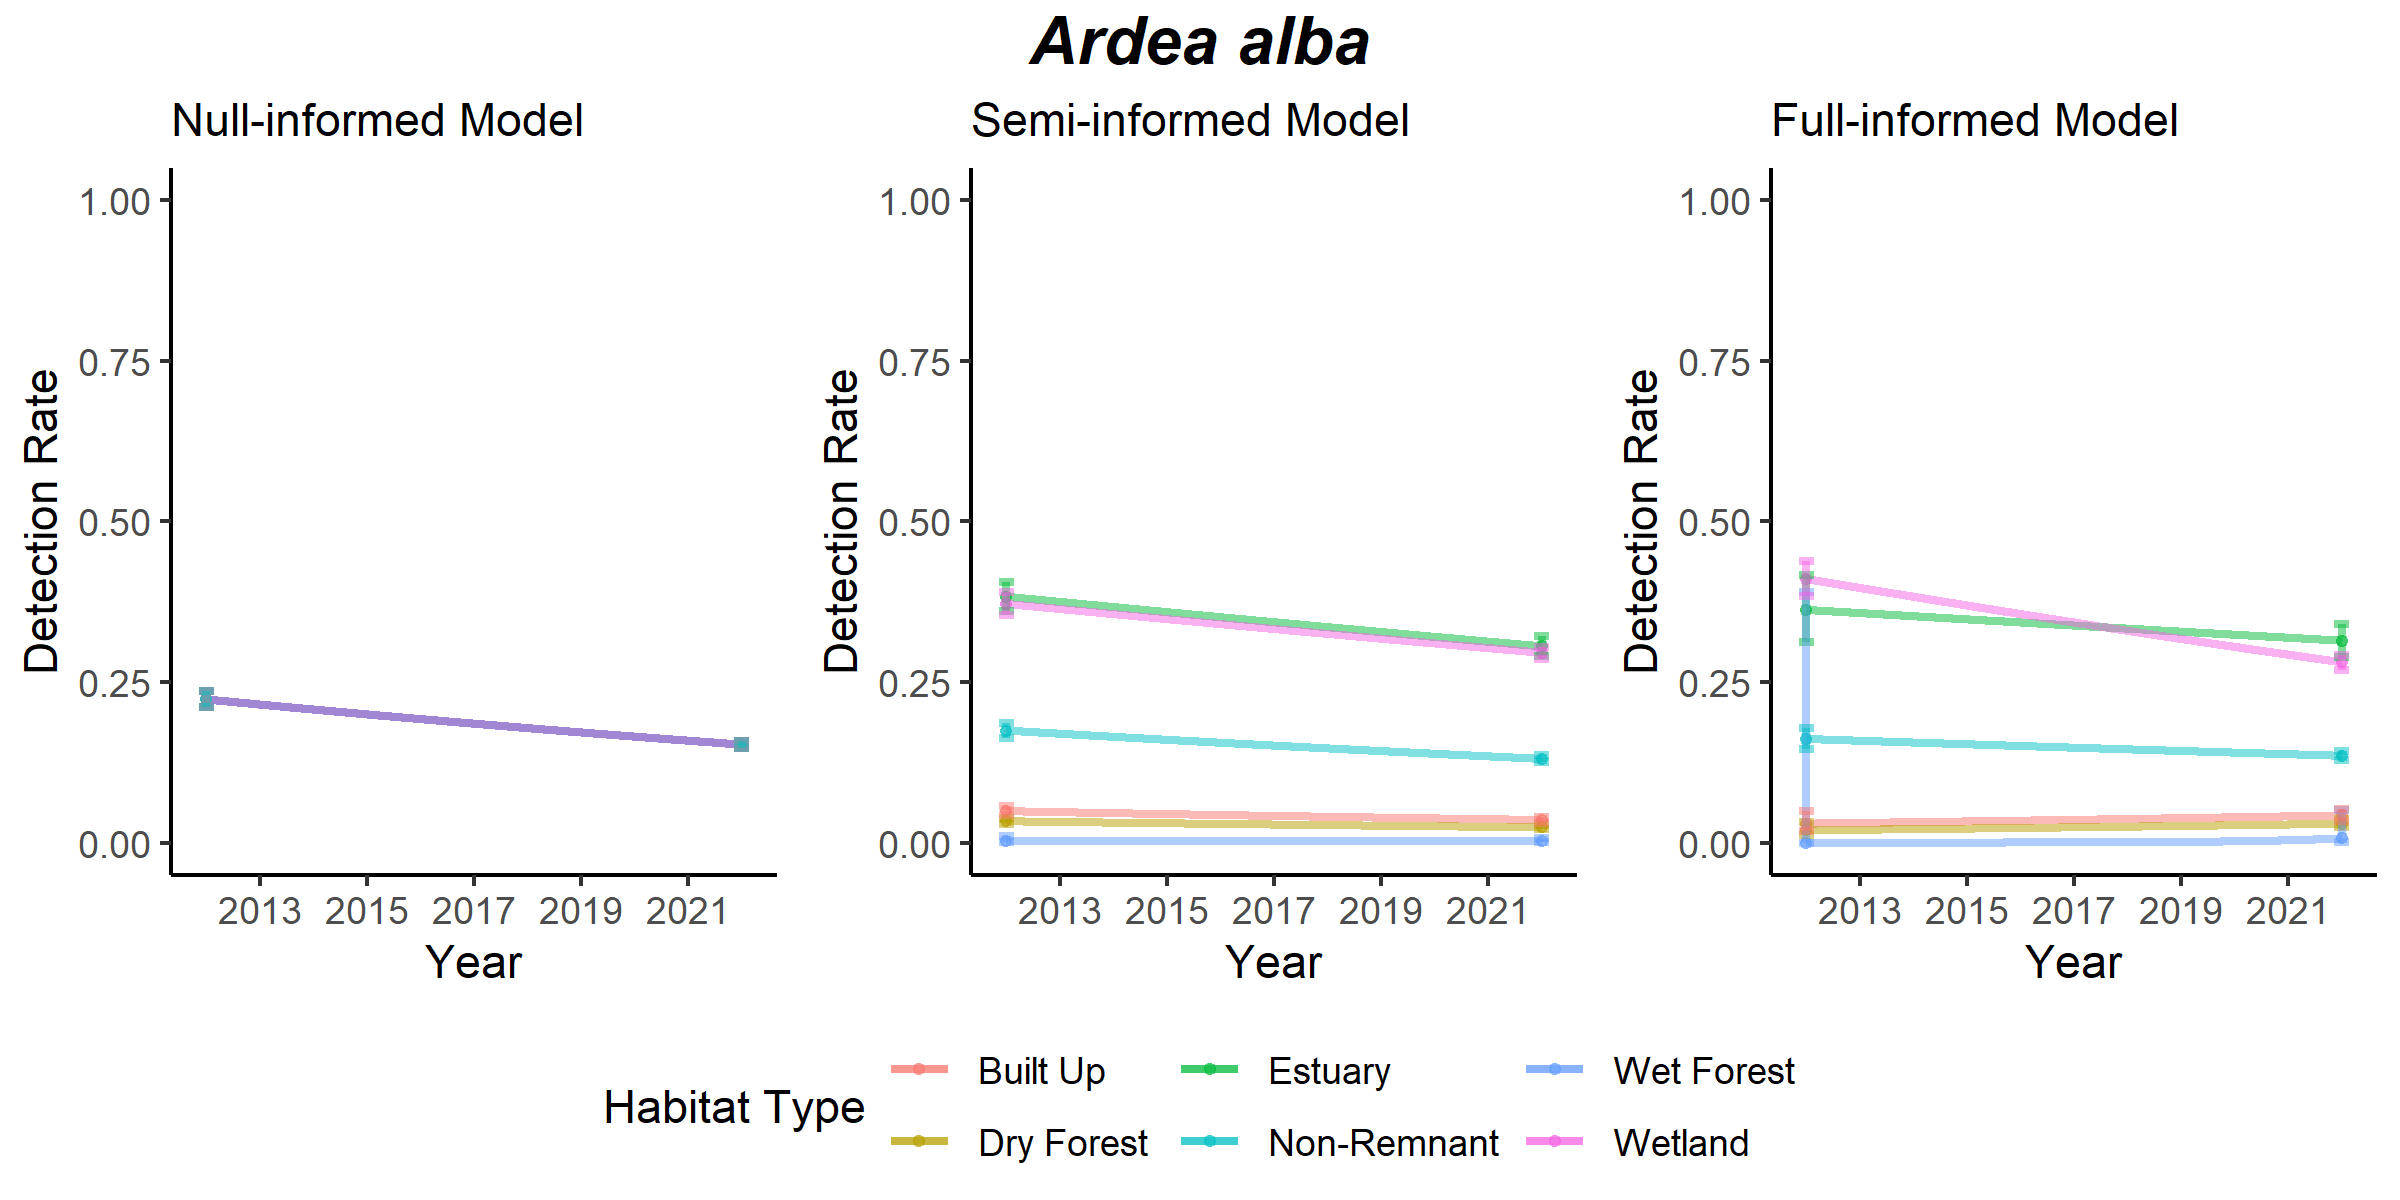 Ardea alba
Null-informed Model
Semi-informed Model
Full-informed Model
Detection Rate
1.00
0.75
0.50
0.25
0.00
2013 2015 2017 2019 2021
Year
Detection Rate
1.00
0.75
0.50
0.25
0.00
2013 2015 2017 2019 2021
Year
Detection Rate
1.00
0.75
0.50
0.25
0.00
2013 2015 2017 2019 2021
Year
Habitat Type
Built Up
Estuary
Wet Forest
Dry Forest
Non-Remnant
Wetland